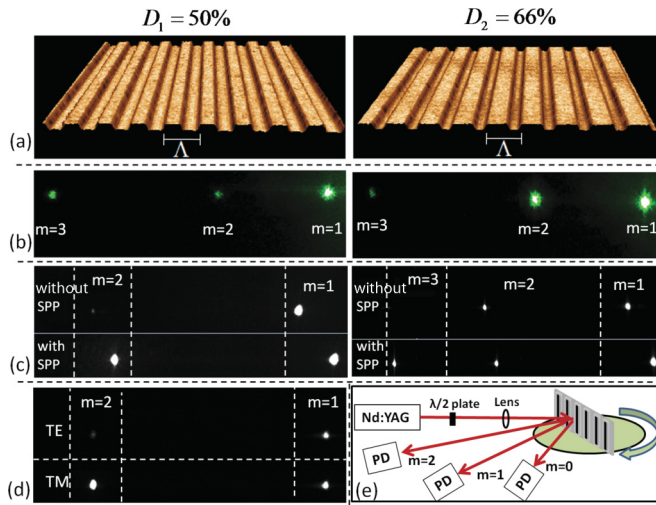 D₁ = 50%
D₂ = 66%
(a)
Λ
Λ
(b)
m=3
m=2
m=1
m=3
m=2
m=1
(c)
without
SPP
m=2
m=1
with
SPP
without
SPP
m=3
m=2
m=1
with
SPP
(d)
m=2
m=1
TE
TM
Nd:YAG
λ/2 plate
Lens
PD
m=2
PD
m=1
PD
m=0
(e)